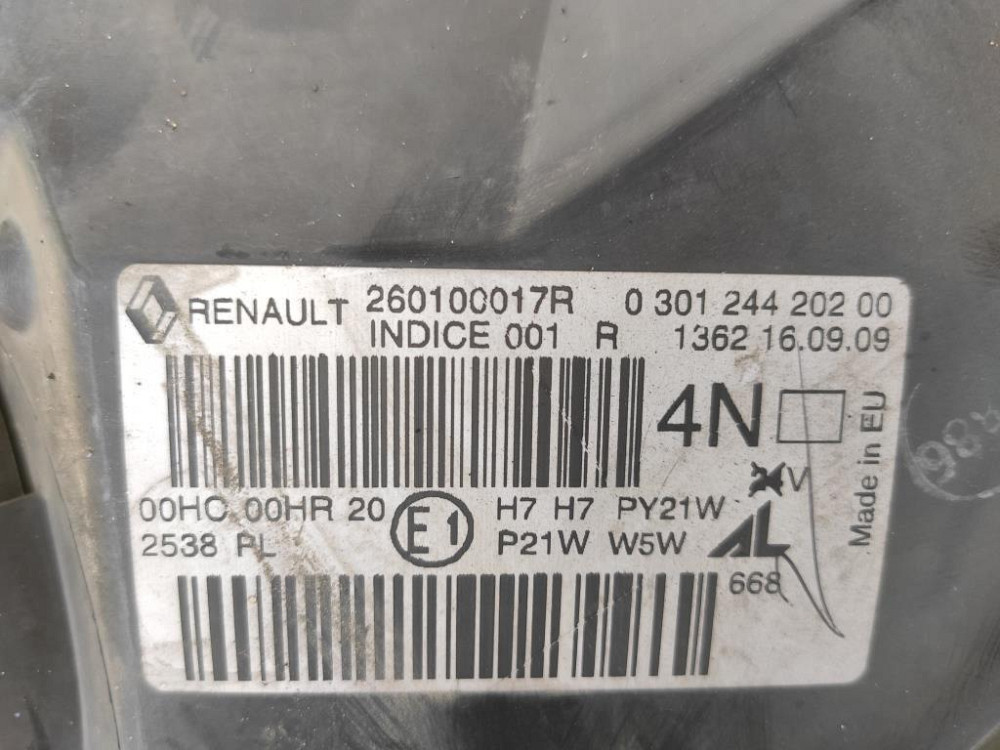 RENAULT 260100017R 0 301 244 202 00
INDICE 001 R 1362 16.09.09
4N
Made in EU
00HC 00HR 20 E1 H7 H7 PY21W
2538 PL P21W W5W AL
668